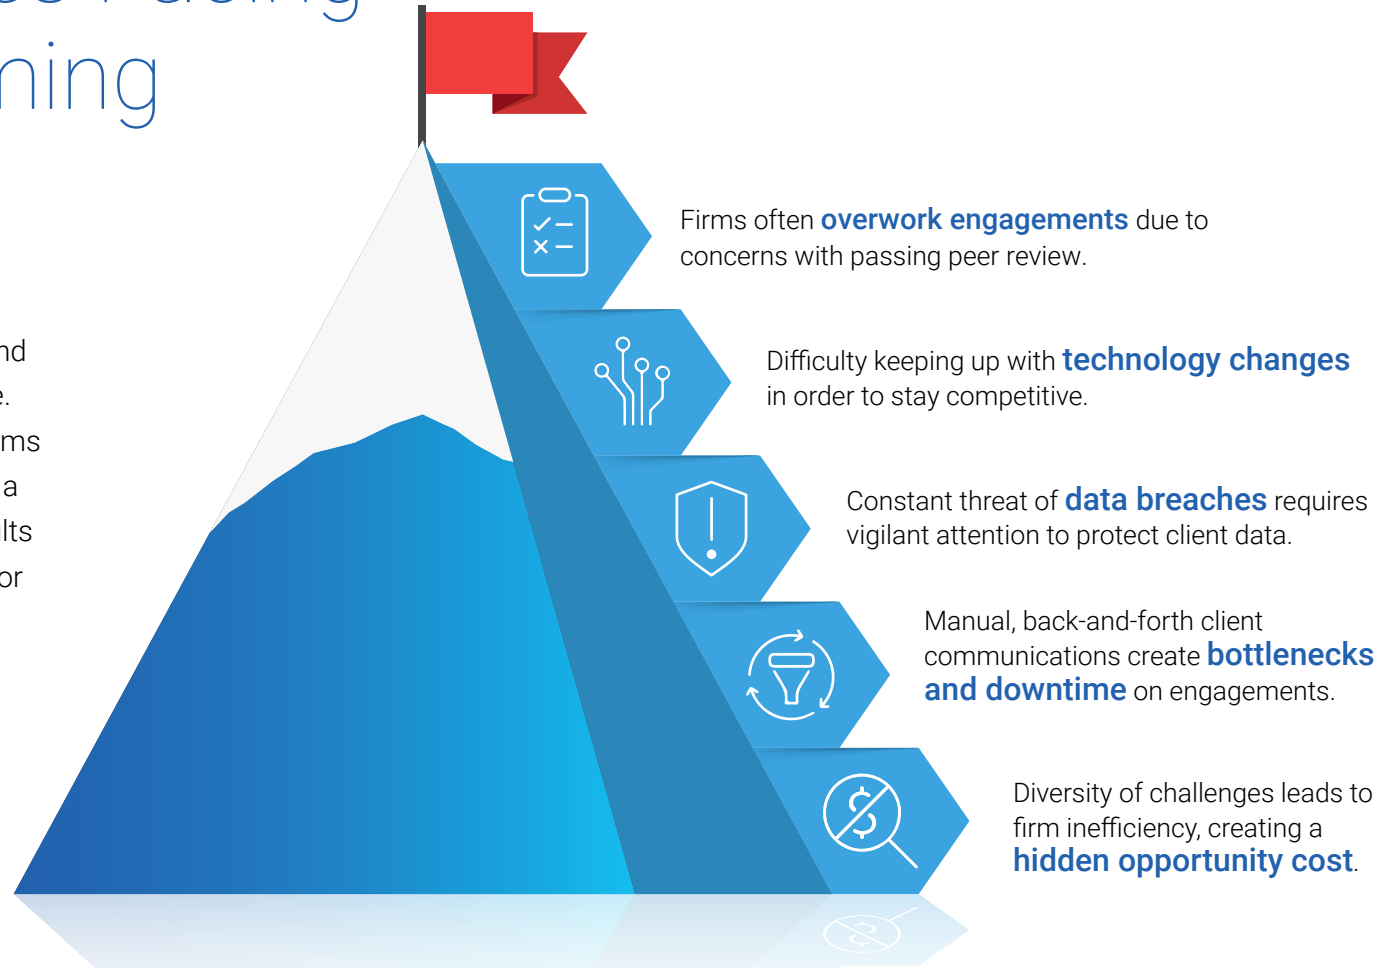 ning
nd
e.
ms
a
lts
or
Firms often overwork engagements due to
concerns with passing peer review.
Difficulty keeping up with technology changes
in order to stay competitive.
Constant threat of data breaches requires
vigilant attention to protect client data.
Manual, back-and-forth client
communications create bottlenecks
and downtime on engagements.
Diversity of challenges leads to
firm inefficiency, creating a
hidden opportunity cost.